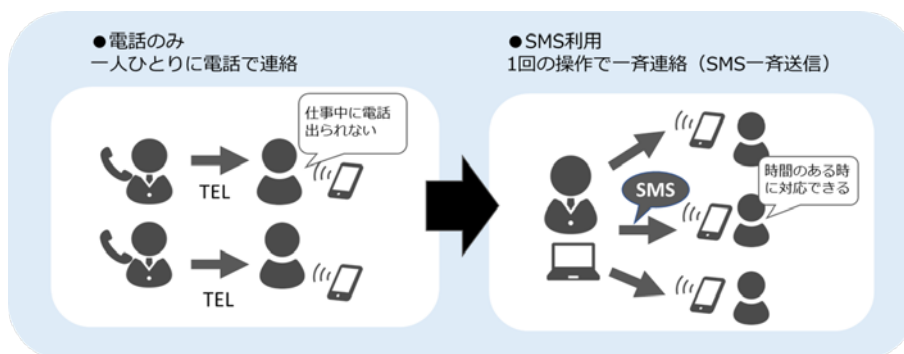 ●電話のみ
一人ひとりに電話で連絡
仕事中に電話
出られない
TEL
TEL
●SMS利用
1回の操作で一斉連絡（SMS一斉送信）
SMS
時間のある時
に対応できる